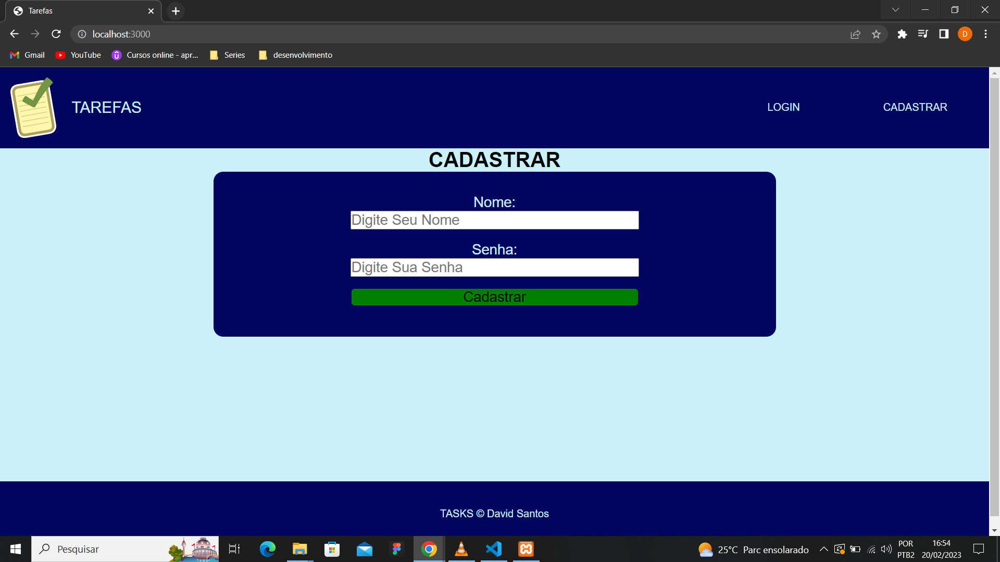 Tarefas
localhost:3000
D
Gmail YouTube Cursos online - apr... Series desenvolvimento
TAREFAS LOGIN CADASTRAR
CADASTRAR
Nome:
Digite Seu Nome
Senha:
Digite Sua Senha
Cadastrar
TASKS © David Santos
Pesquisar
25°C Parc ensolarado
POR
PTB2
16:54
20/02/2023